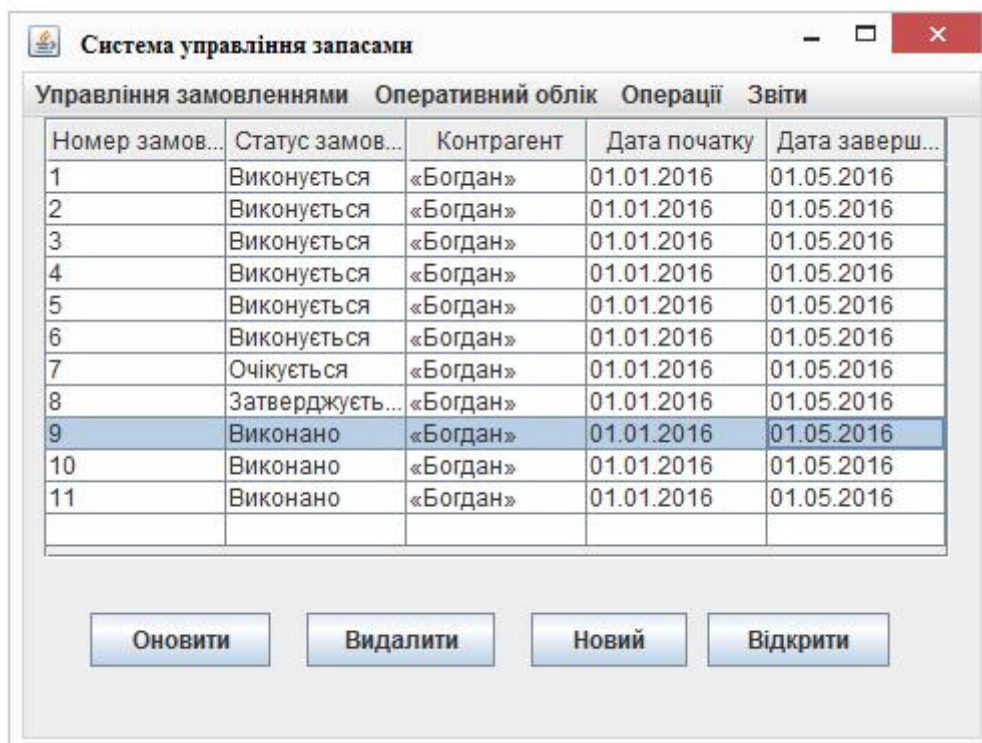 Система управління запасами
Управління замовленнями Оперативний облік Операції Звіти
Номер замов... Статус замов... Контрагент Дата початку Дата заверш...
1 Виконується «Богдан» 01.01.2016 01.05.2016
2 Виконується «Богдан» 01.01.2016 01.05.2016
3 Виконується «Богдан» 01.01.2016 01.05.2016
4 Виконується «Богдан» 01.01.2016 01.05.2016
5 Виконується «Богдан» 01.01.2016 01.05.2016
6 Виконується «Богдан» 01.01.2016 01.05.2016
7 Очікується «Богдан» 01.01.2016 01.05.2016
8 Затверджуєть... «Богдан» 01.01.2016 01.05.2016
9 Виконано «Богдан» 01.01.2016 01.05.2016
10 Виконано «Богдан» 01.01.2016 01.05.2016
11 Виконано «Богдан» 01.01.2016 01.05.2016
Оновити Видалити Новий Відкрити